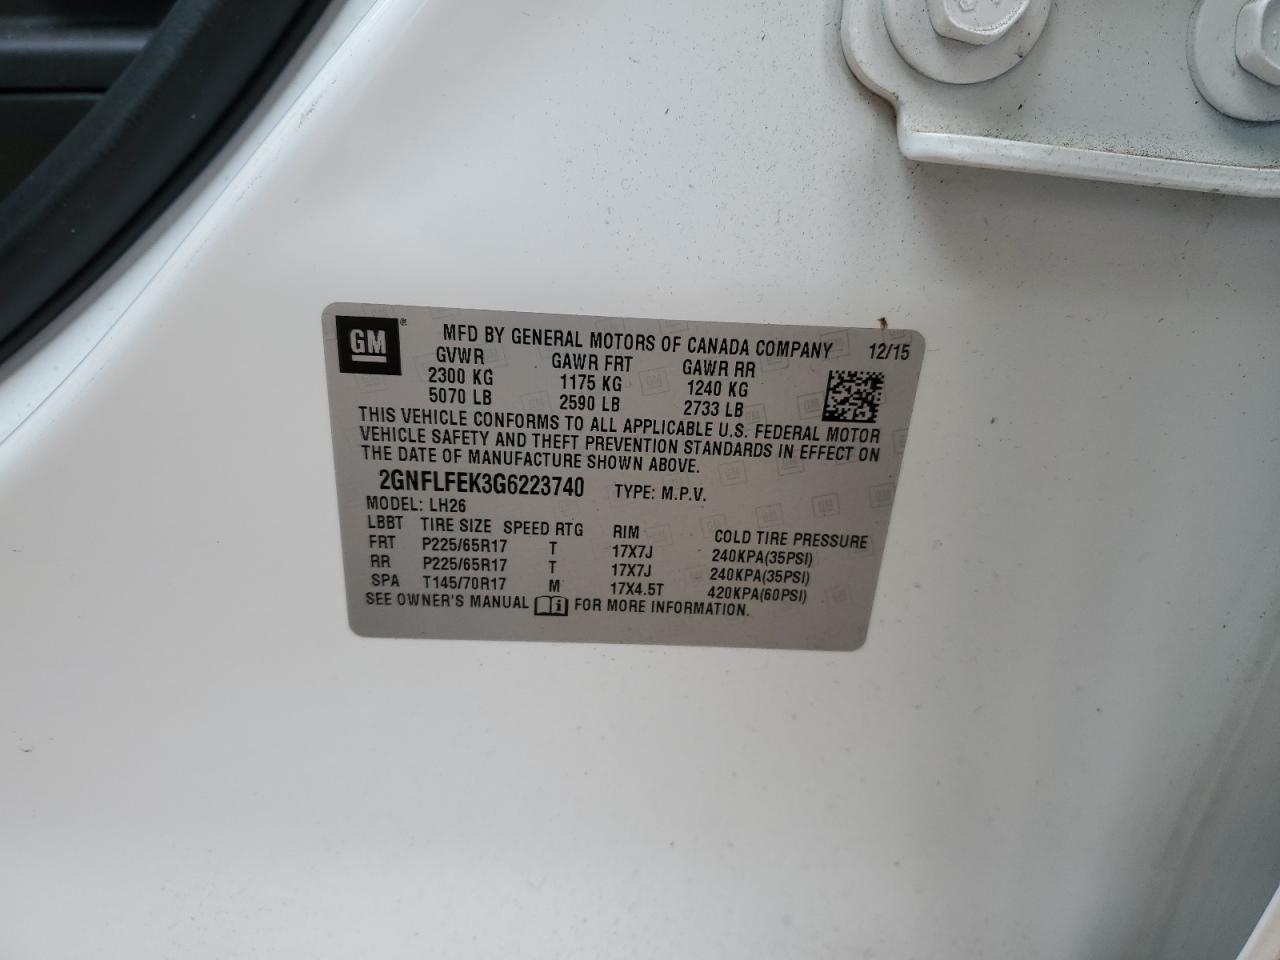 GM ® MFD BY GENERAL MOTORS OF CANADA COMPANY 12/15
GVWR GAWR FRT GAWR RR
2300 KG 1175 KG 1240 KG
5070 LB 2590 LB 2733 LB
THIS VEHICLE CONFORMS TO ALL APPLICABLE U.S. FEDERAL MOTOR
VEHICLE SAFETY AND THEFT PREVENTION STANDARDS IN EFFECT ON
THE DATE OF MANUFACTURE SHOWN ABOVE.
2GNFLFEK3G6223740 TYPE: M.P.V.
MODEL: LH26
LBBT TIRE SIZE SPEED RTG RIM COLD TIRE PRESSURE
FRT P225/65R17 T 17X7J 240KPA(35PSI)
RR P225/65R17 T 17X7J 240KPA(35PSI)
SPA T145/70R17 M 17X4.5T 420KPA(60PSI)
SEE OWNER'S MANUAL i FOR MORE INFORMATION.